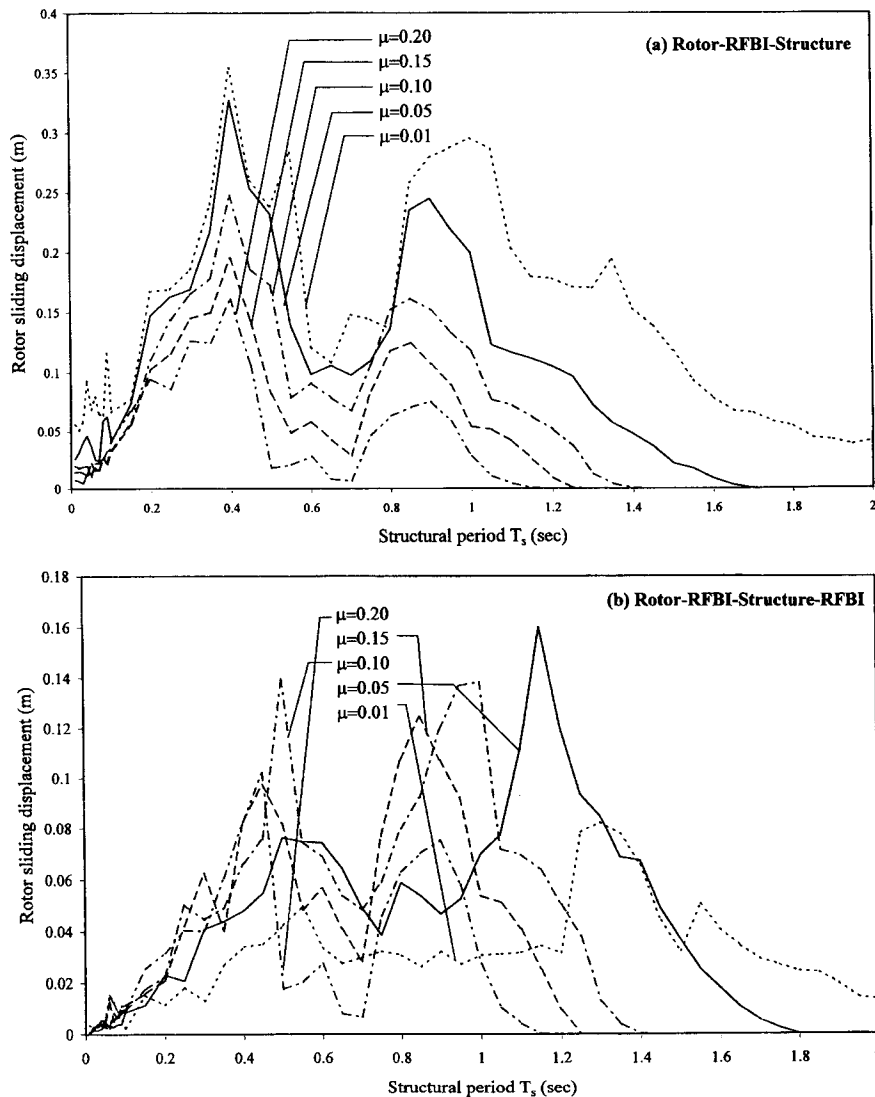 (a) Rotor-RFBI-Structure
Rotor sliding displacement (m)
0.4
0.35
0.3
0.25
0.2
0.15
0.1
0.05
0
μ=0.20
μ=0.15
μ=0.10
μ=0.05
μ=0.01
0 0.2 0.4 0.6 0.8 1 1.2 1.4 1.6 1.8 2
Structural period Ts (sec)
(b) Rotor-RFBI-Structure-RFBI
Rotor sliding displacement (m)
0.18
0.16
0.14
0.12
0.1
0.08
0.06
0.04
0.02
0
μ=0.20
μ=0.15
μ=0.10
μ=0.05
μ=0.01
0 0.2 0.4 0.6 0.8 1 1.2 1.4 1.6 1.8 2
Structural period Ts (sec)